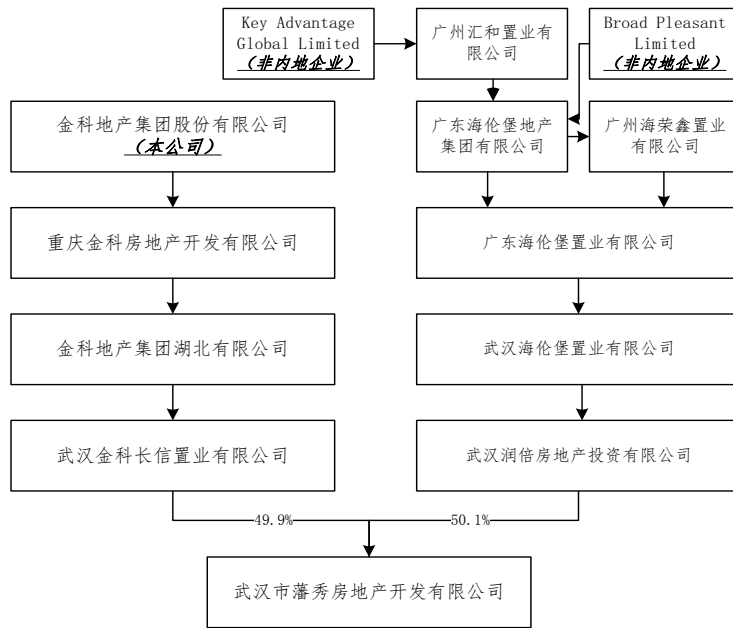 Key Advantage
Global Limited
（非内地企业）
广州汇和置业有
限公司
Broad Pleasant
Limited
（非内地企业）
金科地产集团股份有限公司
（本公司）
广东海伦堡地产
集团有限公司
广州海荣鑫置业
有限公司
重庆金科房地产开发有限公司
广东海伦堡置业有限公司
金科地产集团湖北有限公司
武汉海伦堡置业有限公司
武汉金科长信置业有限公司
武汉润倍房地产投资有限公司
49.9%
50.1%
武汉市藩秀房地产开发有限公司